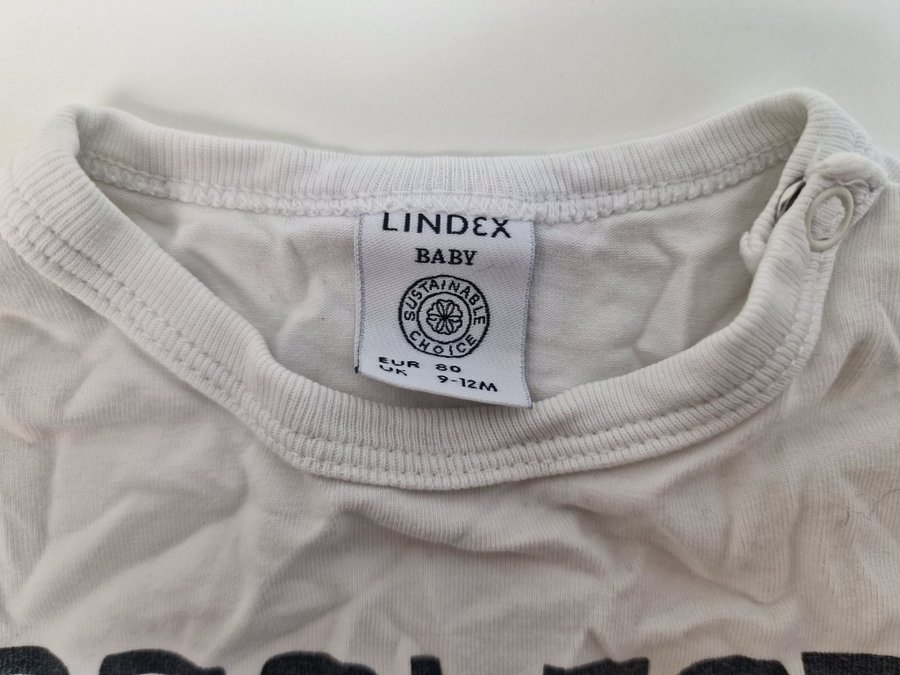 LINDEX
BABY
SUSTAINABLE
CHOICE
EUR 80
UK 9-12M